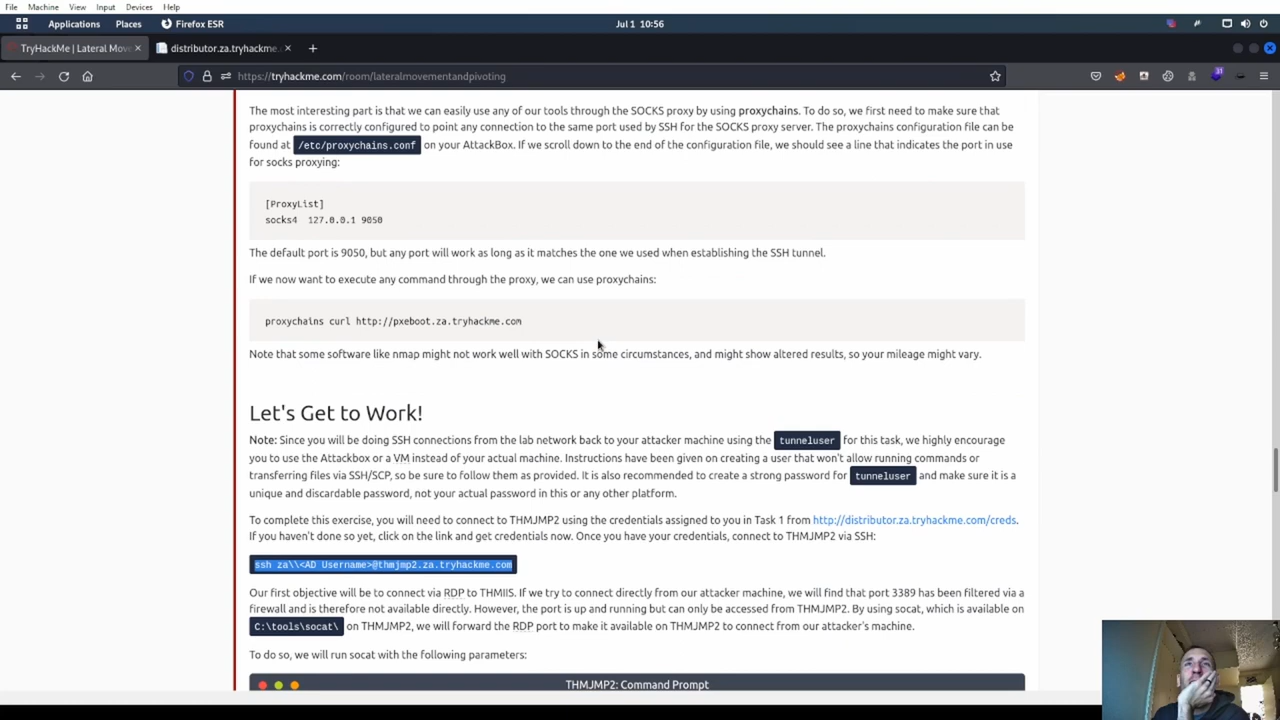 File Machine View Input Devices Help
Applications Places Firefox ESR Jul 1 10:56
TryHackMe | Lateral Mov distributor.za.tryhackme.
https://tryhackme.com/room/lateralmovementandpivoting
The most interesting part is that we can easily use any of our tools through the SOCKS proxy by using proxychains. To do so, we first need to make sure that
proxychains is correctly configured to point any connection to the same port used by SSH for the SOCKS proxy server. The proxychains configuration file can be
found at /etc/proxychains.conf on your AttackBox. If we scroll down to the end of the configuration file, we should see a line that indicates the port in use
for socks proxying:
[ProxyList]
socks4 127.0.0.1 9050
The default port is 9050, but any port will work as long as it matches the one we used when establishing the SSH tunnel.
If we now want to execute any command through the proxy, we can use proxychains:
proxychains curl http://pxeboot.za.tryhackme.com
Note that some software like nmap might not work well with SOCKS in some circumstances, and might show altered results, so your mileage might vary.
Let's Get to Work!
Note: Since you will be doing SSH connections from the lab network back to your attacker machine using the tunneluser for this task, we highly encourage
you to use the Attackbox or a VM instead of your actual machine. Instructions have been given on creating a user that won't allow running commands or
transferring files via SSH/SCP, so be sure to follow them as provided. It is also recommended to create a strong password for tunneluser and make sure it is a
unique and discardable password, not your actual password in this or any other platform.
To complete this exercise, you will need to connect to THMJMP2 using the credentials assigned to you in Task 1 from http://distributor.za.tryhackme.com/creds.
If you haven't done so yet, click on the link and get credentials now. Once you have your credentials, connect to THMJMP2 via SSH:
ssh za\\<AD Username>@thmjmp2.za.tryhackme.com
Our first objective will be to connect via RDP to THMIIS. If we try to connect directly from our attacker machine, we will find that port 3389 has been filtered via a
firewall and is therefore not available directly. However, the port is up and running but can only be accessed from THMJMP2. By using socat, which is available on
C:\tools\socat\ on THMJMP2, we will forward the RDP port to make it available on THMJMP2 to connect from our attacker's machine.
To do so, we will run socat with the following parameters:
THMJMP2: Command Prompt